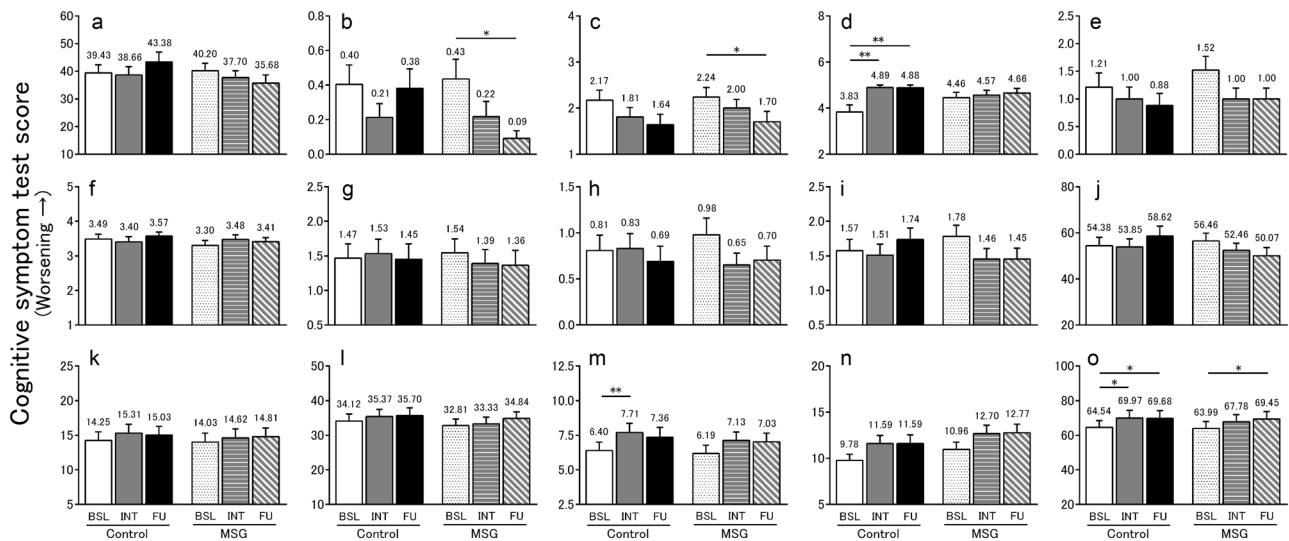 Cognitive symptom test score
(Worsening →)
a
60
50
40
30
20
10
39.43 38.66 43.38 40.20 37.70 35.68
b
0.8
0.6
0.4
0.2
0.0
0.40 0.21 0.38 0.43 0.22 0.09
*
c
4
3
2
1
2.17 1.81 1.64 2.24 2.00 1.70
*
d
8
6
4
2
3.83 4.89 4.88 4.46 4.57 4.66
**
**
e
2.5
2.0
1.5
1.0
0.5
0.0
1.21 1.00 0.88 1.52 1.00 1.00
f
5
4
3
2
1
3.49 3.40 3.57 3.30 3.48 3.41
g
2.5
2.0
1.5
1.0
0.5
1.47 1.53 1.45 1.54 1.39 1.36
h
1.5
1.0
0.5
0.0
0.81 0.83 0.69 0.98 0.65 0.70
i
2.5
2.0
1.5
1.0
0.5
1.57 1.51 1.74 1.78 1.46 1.45
j
80
60
40
20
54.38 53.85 58.62 56.46 52.46 50.07
k
25
20
15
10
5
14.25 15.31 15.03 14.03 14.62 14.81
BSL INT FU BSL INT FU
Control MSG
l
50
40
30
20
10
34.12 35.37 35.70 32.81 33.33 34.84
BSL INT FU BSL INT FU
Control MSG
m
12.5
10.0
7.5
5.0
2.5
**
6.40 7.71 7.36 6.19 7.13 7.03
BSL INT FU BSL INT FU
Control MSG
n
25
20
15
10
5
9.78 11.59 11.59 10.96 12.70 12.77
BSL INT FU BSL INT FU
Control MSG
o
100
80
60
40
20
*
*
*
64.54 69.97 69.68 63.99 67.78 69.45
BSL INT FU BSL INT FU
Control MSG